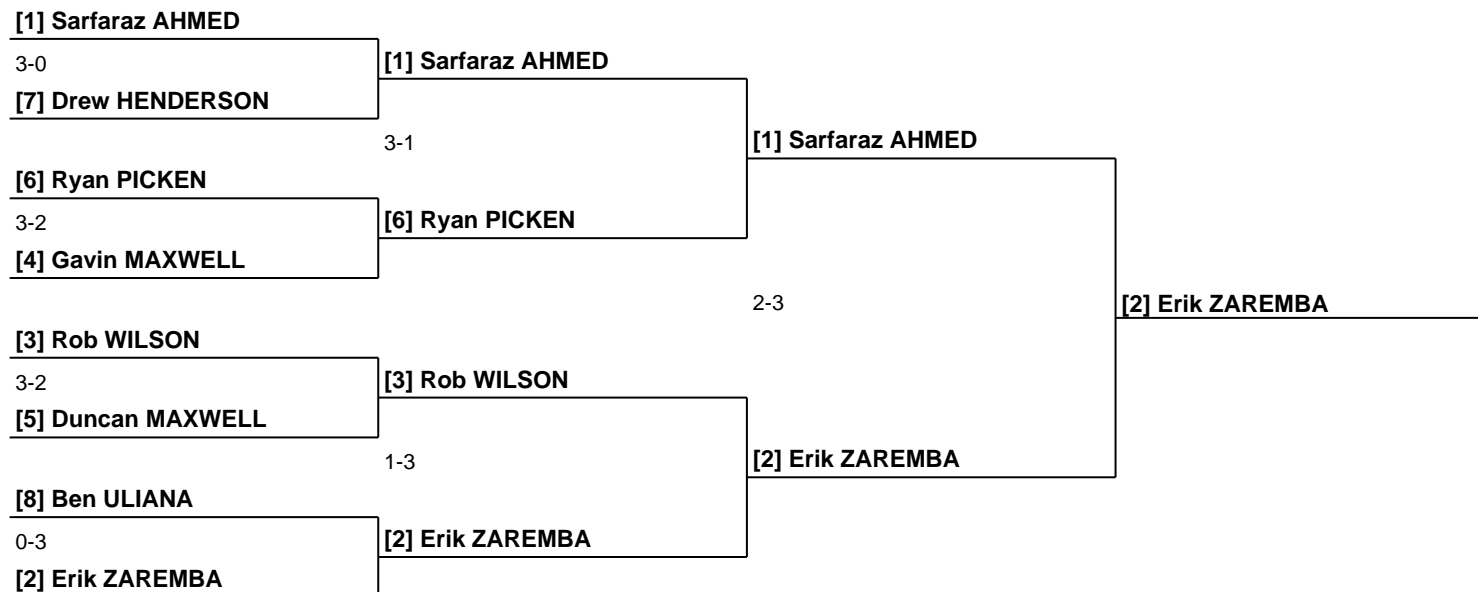 [1] Sarfaraz AHMED
3-0
[1] Sarfaraz AHMED
[7] Drew HENDERSON
3-1
[1] Sarfaraz AHMED
[6] Ryan PICKEN
3-2
[6] Ryan PICKEN
[4] Gavin MAXWELL
2-3
[2] Erik ZAREMBA
[3] Rob WILSON
3-2
[3] Rob WILSON
[5] Duncan MAXWELL
1-3
[2] Erik ZAREMBA
[8] Ben ULIANA
0-3
[2] Erik ZAREMBA
[2] Erik ZAREMBA